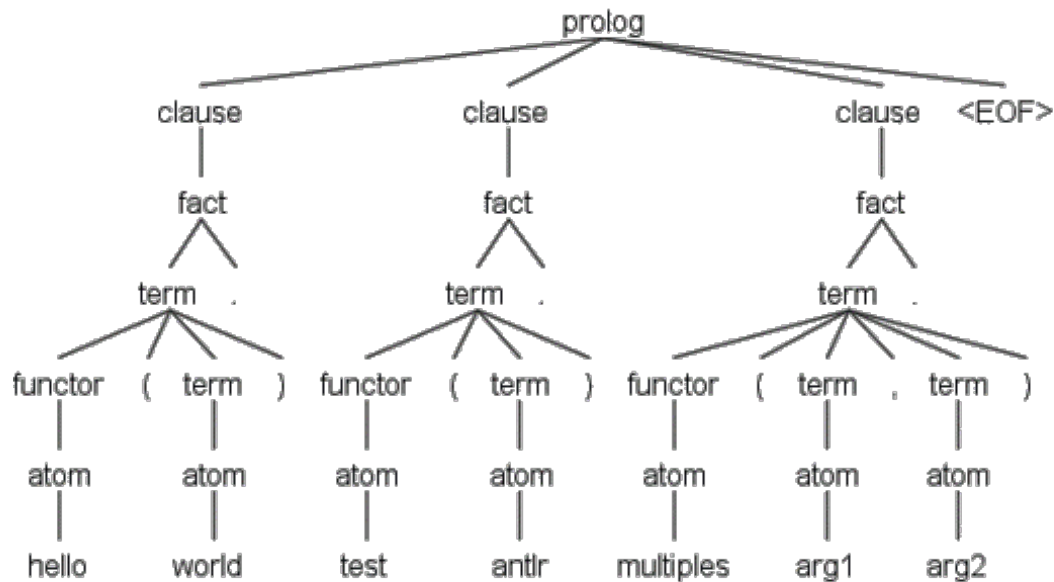 prolog
clause clause clause <EOF>
fact fact fact
term . term . term .
functor ( term ) functor ( term ) functor ( term , term )
atom atom atom atom atom atom atom
hello world test antlr multiples arg1 arg2